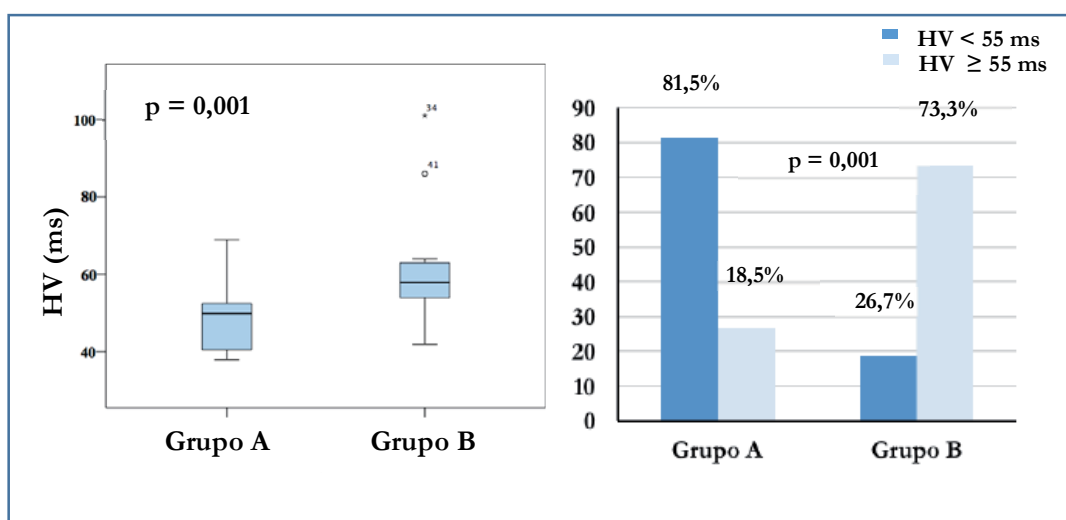 p = 0,001
100
80
60
40
HV (ms)
34
41
Grupo A
Grupo B
HV < 55 ms
HV ≥ 55 ms
81,5%
73,3%
p = 0,001
18,5%
26,7%
90
80
70
60
50
40
30
20
10
0
Grupo A
Grupo B